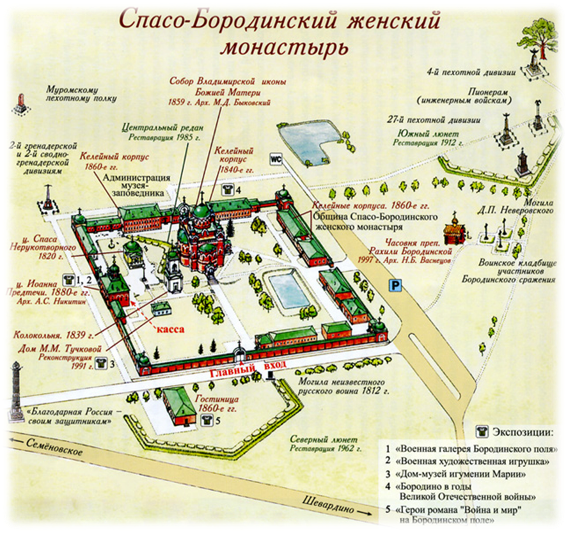 Спасо-Бородинский женский
монастырь
4-й пехотной дивизии
Собор Владимирской иконы
Божией Матери
1859 г. Арх. М.Д. Быковский
Муромскому
пехотному полку
Пионерам
(инженерным войскам)
27-й пехотной дивизии
Южный люнет
Реставрация 1912 г.
Центральный редан
Реставрация 1985 г.
2-й гренадерской
и 2-й сводно-
гренадерской
дивизиям
Келейный корпус
1860-е гг.
Келейный
корпус
1840-е гг.
WC
Администрация
музея-
заповедника
4
Келейные корпуса. 1860-е гг.
Община Спасо-Бородинского
женского монастыря
Могила
Д.П. Неверовского
ц. Спаса
Нерукотворного
1820 г.
Часовня преп.
Рахили Бородинской
1997 г. Арх. Н.Б. Васнецов
Воинское кладбище
участников
Бородинского сражения
1, 2
P
ц. Иоанна
Предтечи. 1880-е гг.
Арх. А.С. Никитин
касса
Колокольня. 1839 г.
Дом М.М. Тучковой
Реконструкция
1991 г.
3
Главный вход
Могила неизвестного
русского воина 1812 г.
Гостиница
1860-е гг.
5
«Благодарная Россия –
своим защитникам»
Северный люнет
Реставрация 1962 г.
Семёновское
Шевардино
Экспозиции:
1 «Военная галерея Бородинского поля»
2 «Военная художественная игрушка»
3 «Дом-музей игумении Марии»
4 «Бородино в годы
Великой Отечественной войны»
5 «Герои романа "Война и мир"
на Бородинском поле»